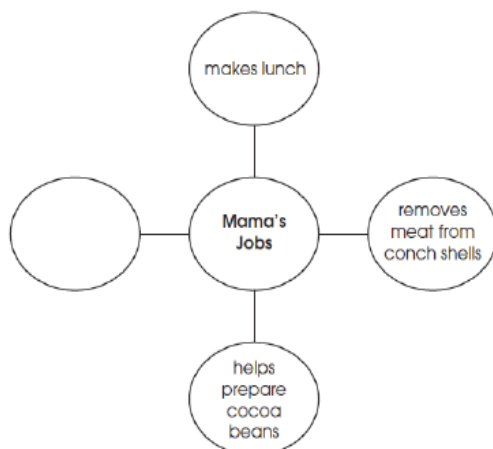 makes lunch
Mama's
Jobs
removes
meat from
conch shells
helps
prepare
cocoa
beans